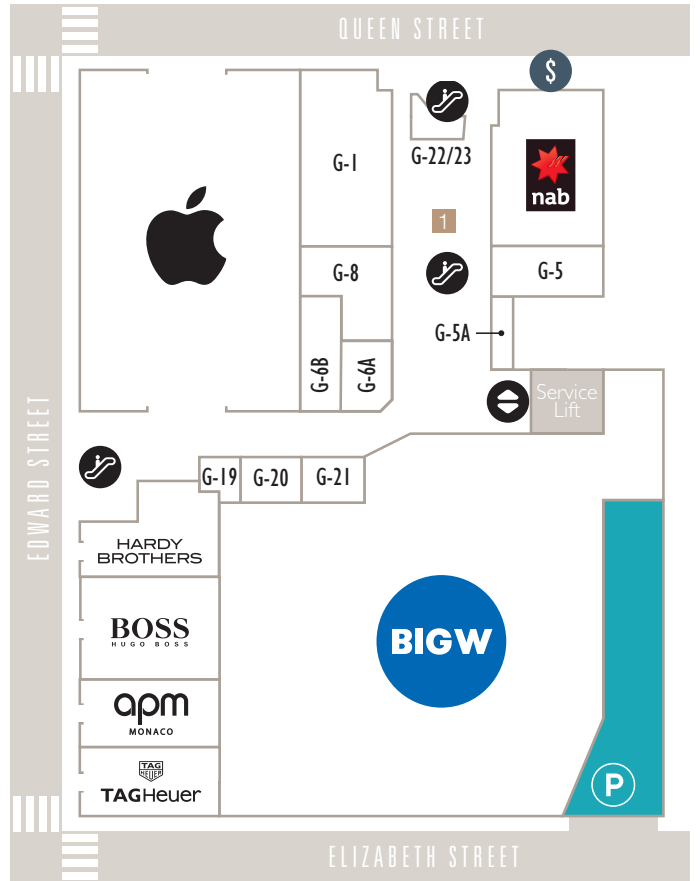 QUEEN STREET
$
G-1
G-22/23
nab
1
G-8
G-5
G-5A
G-6B
G-6A
Service
Lift
EDWARD STREET
G-19
G-20
G-21
HARDY
BROTHERS
BOSS
HUGO BOSS
BIGW
apm
MONACO
TAG
HEUER
TAGHeuer
P
ELIZABETH STREET